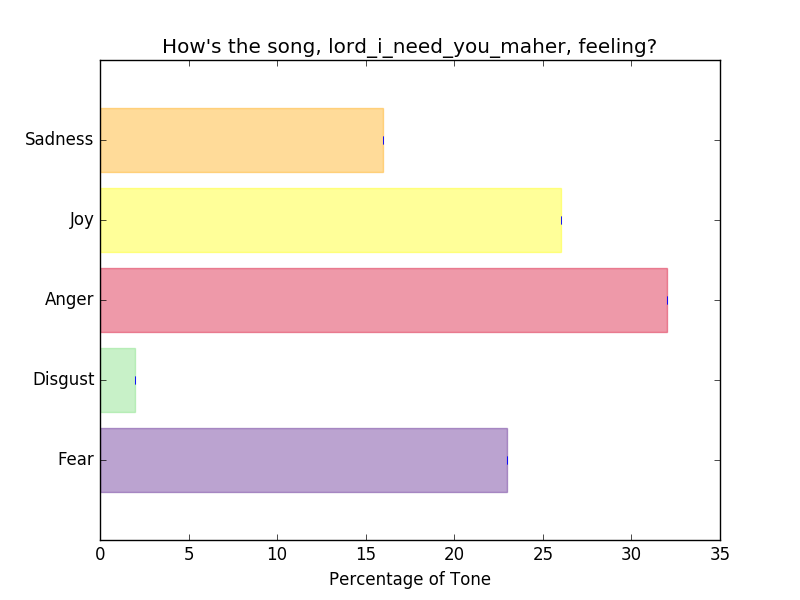 How's the song, lord_i_need_you_maher, feeling?
Sadness
Joy
Anger
Disgust
Fear
0 5 10 15 20 25 30 35
Percentage of Tone